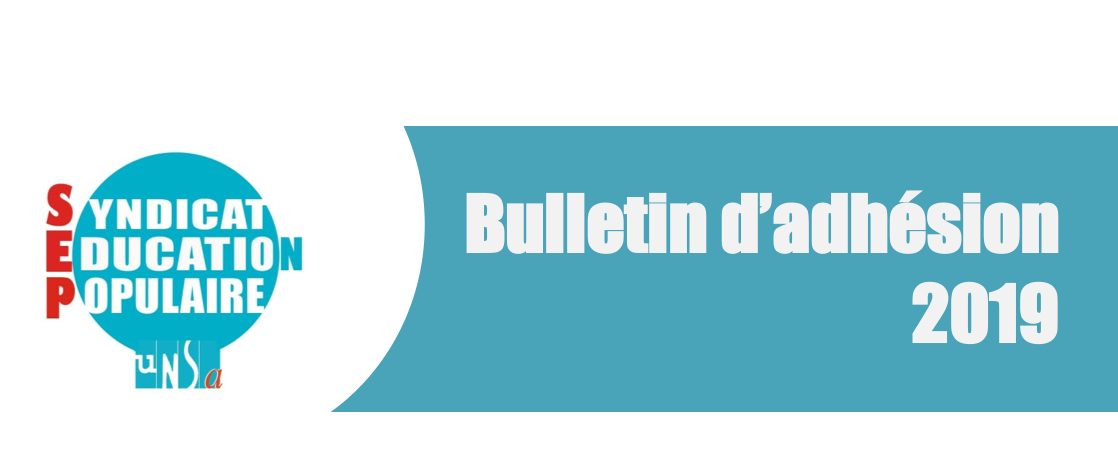 SYNDICAT
EDUCATION
POPULAIRE
uNSa
Bulletin d’adhésion
2019